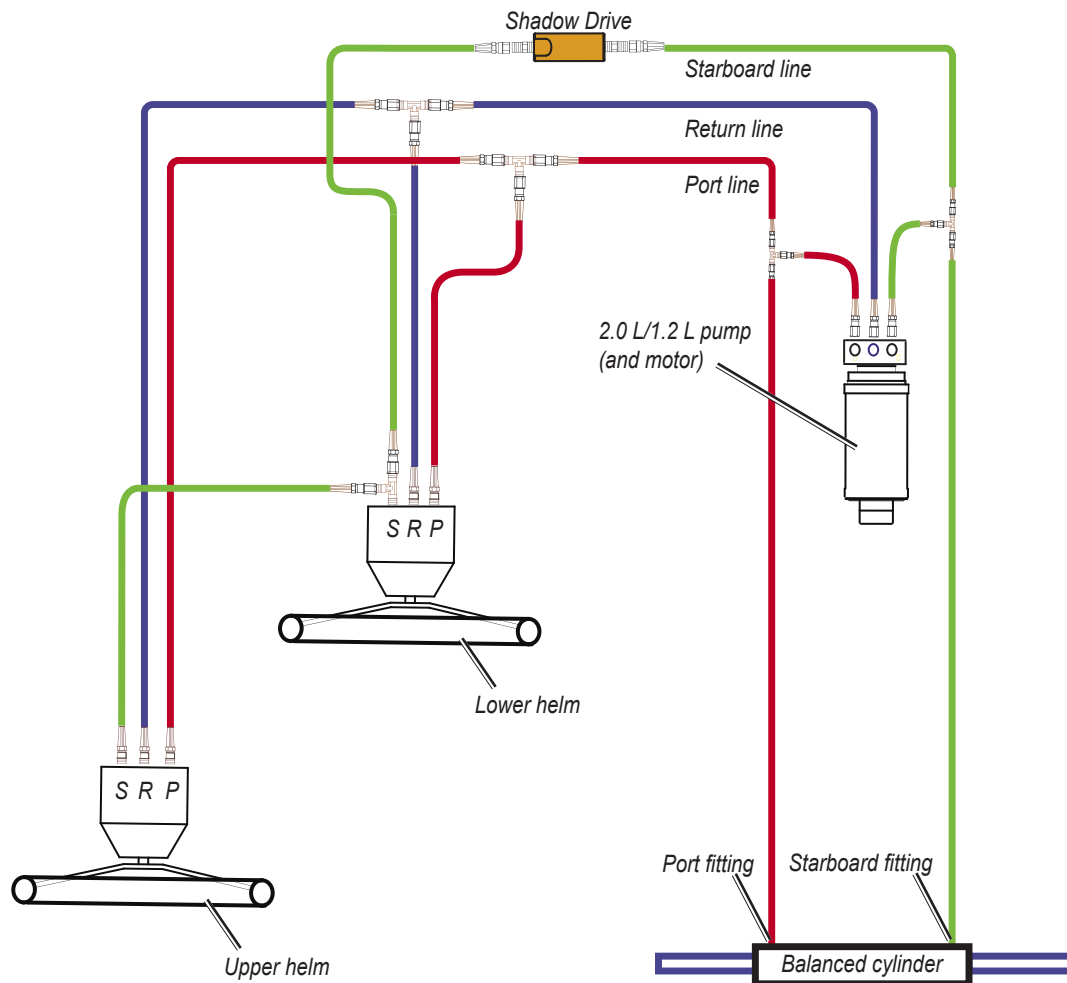 Shadow Drive
Starboard line
Return line
Port line
2.0 L/1.2 L pump
(and motor)
S R P
Lower helm
S R P
Upper helm
Port fitting
Starboard fitting
Balanced cylinder